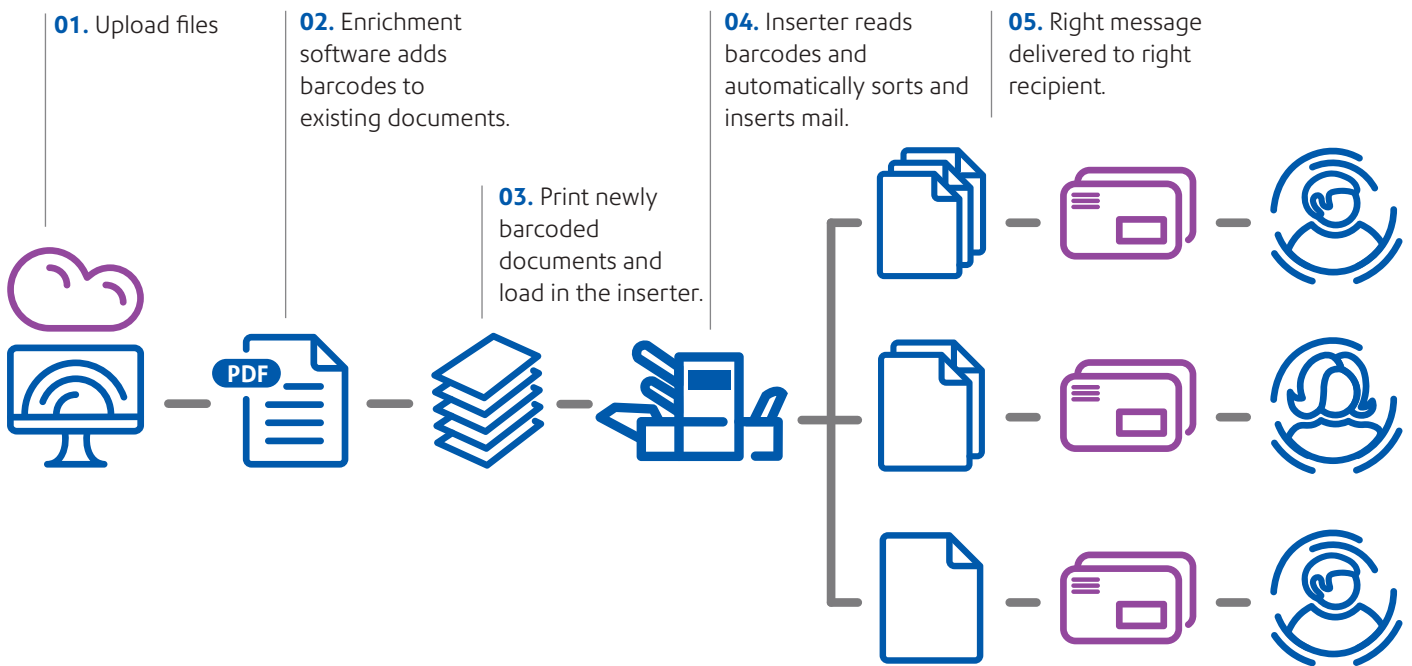 01. Upload files
02. Enrichment
software adds
barcodes to
existing documents.
03. Print newly
barcoded
documents and
load in the inserter.
04. Inserter reads
barcodes and
automatically sorts and
inserts mail.
05. Right message
delivered to right
recipient.
PDF